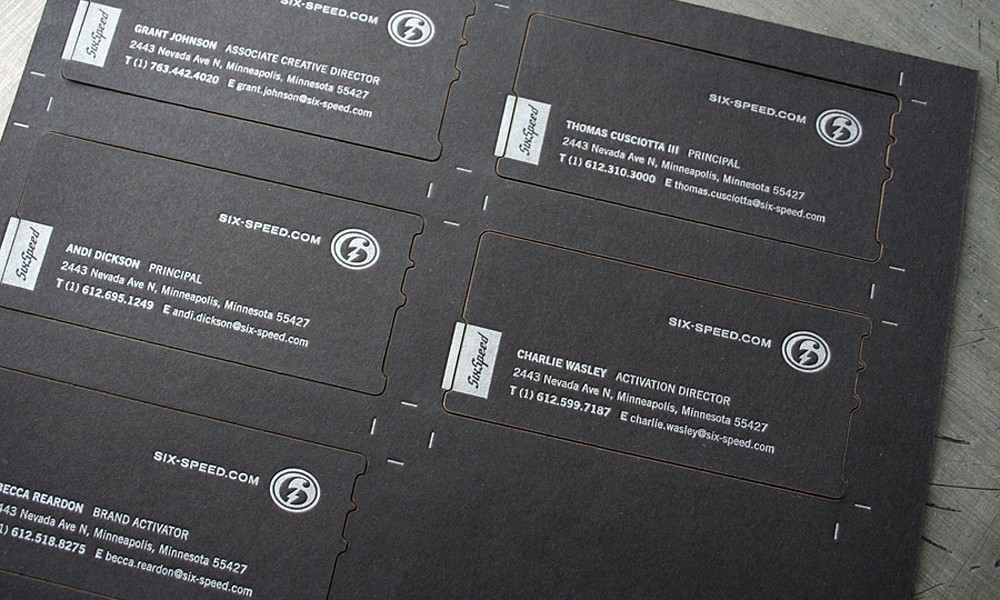 SIX-SPEED.COM
SixSpeed
GRANT JOHNSON ASSOCIATE CREATIVE DIRECTOR
2443 Nevada Ave N, Minneapolis, Minnesota 55427
T (1) 763.442.4020 E grant.johnson@six-speed.com
SIX-SPEED.COM
SixSpeed
THOMAS CUSCIOTTA III PRINCIPAL
2443 Nevada Ave N, Minneapolis, Minnesota 55427
T (1) 612.310.3000 E thomas.cusciotta@six-speed.com
SIX-SPEED.COM
SixSpeed
ANDI DICKSON PRINCIPAL
2443 Nevada Ave N, Minneapolis, Minnesota 55427
T (1) 612.695.1249 E andi.dickson@six-speed.com
SIX-SPEED.COM
SixSpeed
CHARLIE WASLEY ACTIVATION DIRECTOR
2443 Nevada Ave N, Minneapolis, Minnesota 55427
T (1) 612.599.7187 E charlie.wasley@six-speed.com
SIX-SPEED.COM
BECCA REARDON BRAND ACTIVATOR
443 Nevada Ave N, Minneapolis, Minnesota 55427
1) 612.518.8275 E becca.reardon@six-speed.com